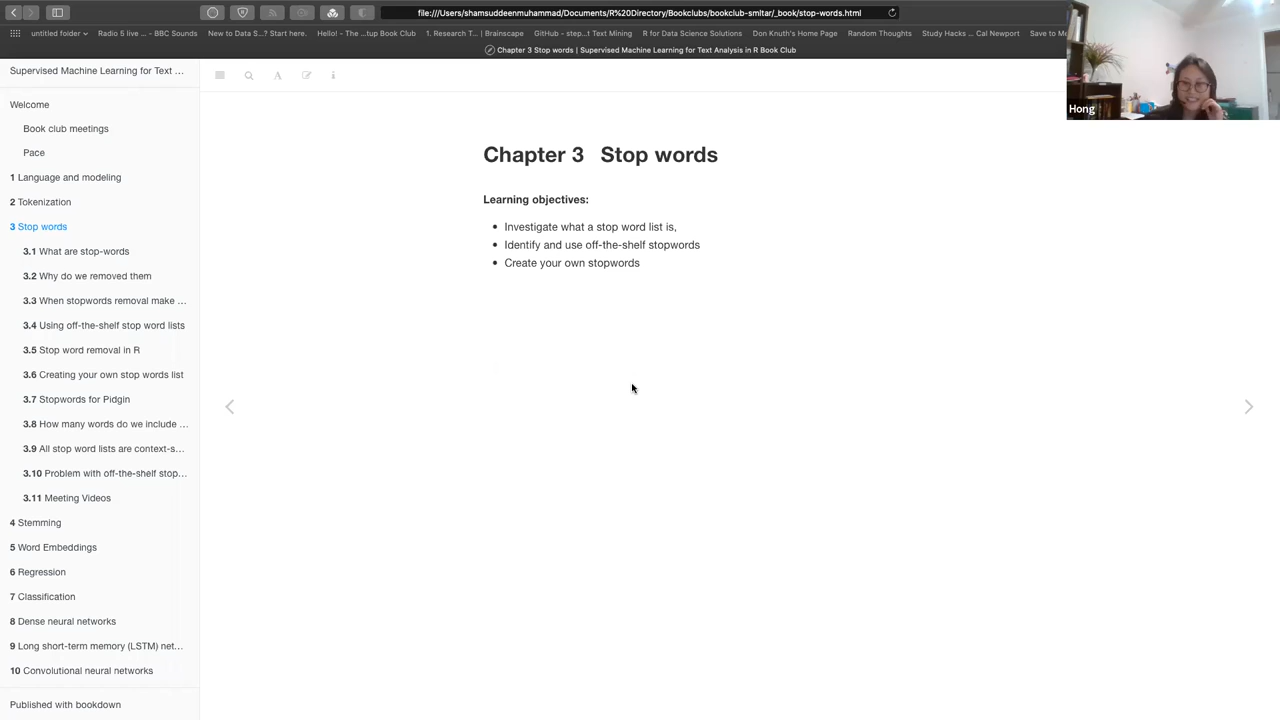 file:///Users/shamsuddeenmuhammad/Documents/R%20Directory/Bookclubs/bookclub-smltar/_book/stop-words.html
untitled folder
Radio 5 live ... – BBC Sounds
New to Data S...? Start here.
Hello! - The ...tup Book Club
1. Research T... | Brainscape
GitHub - step...t Text Mining
R for Data Science Solutions
Don Knuth's Home Page
Random Thoughts
Study Hacks ... Cal Newport
Save to Me
Chapter 3 Stop words | Supervised Machine Learning for Text Analysis in R Book Club
Supervised Machine Learning for Text ...
Welcome
Book club meetings
Pace
1 Language and modeling
2 Tokenization
3 Stop words
3.1 What are stop-words
3.2 Why do we removed them
3.3 When stopwords removal make ...
3.4 Using off-the-shelf stop word lists
3.5 Stop word removal in R
3.6 Creating your own stop words list
3.7 Stopwords for Pidgin
3.8 How many words do we include ...
3.9 All stop word lists are context-s...
3.10 Problem with off-the-shelf stop...
3.11 Meeting Videos
4 Stemming
5 Word Embeddings
6 Regression
7 Classification
8 Dense neural networks
9 Long short-term memory (LSTM) net...
10 Convolutional neural networks
Published with bookdown
A
i
Chapter 3 Stop words
Learning objectives:
• Investigate what a stop word list is,
• Identify and use off-the-shelf stopwords
• Create your own stopwords
Hong